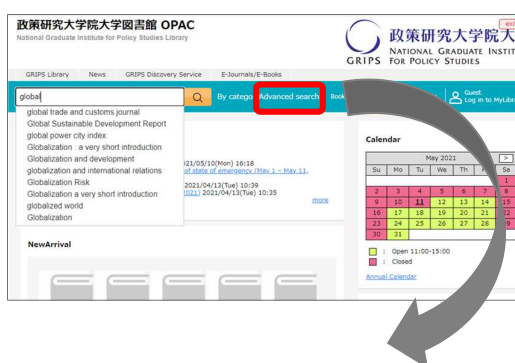 政策研究大学院大学図書館 OPAC
National Graduate Institute for Policy Studies Library
政策研究大学院大
NATIONAL GRADUATE INSTIT
GRIPS FOR POLICY STUDIES
GRIPS Library News GRIPS Discovery Service E-Journals/E-Books
global By catego Advanced search Book Guest
Log in to MyLibra
global trade and customs journal
Global Sustainable Development Report
global power city index
Globalization : a very short introduction
Globalization and development
globalization and international relations
Globalization Risk
Globalization a very short introduction
globalized world
Globalization
021/05/10(Mon) 16:18
of state of emergency (May 1 – May 11,
2021/04/13(Tue) 10:39
2021) 2021/04/13(Tue) 10:35
more
NewArrival
Calendar
May 2021 >
Su Mo Tu We Th Sa
1
2 3 4 5 6 7 8
9 10 11 12 13 14 15
16 17 18 19 20 21 22
23 24 25 26 27 28 29
30 31
: Open 11:00-15:00
: Closed
Annual Calendar